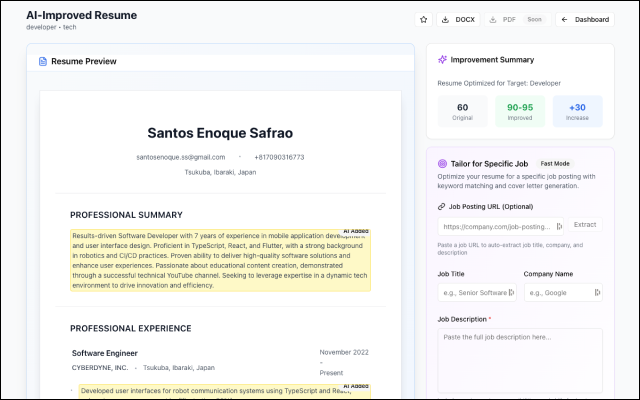 AI-Improved Resume
developer • tech
DOCX
PDF Soon
Dashboard
Resume Preview
Santos Enoque Safrao
santosenoque.ss@gmail.com · +817090316773
Tsukuba, Ibaraki, Japan
PROFESSIONAL SUMMARY
AI Added
Results-driven Software Developer with 7 years of experience in mobile application development
and user interface design. Proficient in TypeScript, React, and Flutter, with a strong background
in robotics and CI/CD practices. Proven ability to deliver high-quality software solutions and
enhance user experiences. Passionate about educational content creation, demonstrated
through a successful technical YouTube channel. Seeking to leverage expertise in a dynamic tech
environment to drive innovation and efficiency.
PROFESSIONAL EXPERIENCE
Software Engineer
November 2022
-
Present
CYBERDYNE, INC. • Tsukuba, Ibaraki, Japan
AI Added
Developed user interfaces for robot communication systems using TypeScript and React,
Improvement Summary
Resume Optimized for Target: Developer
60
Original
90-95
Improved
+30
Increase
Tailor for Specific Job Fast Mode
Optimize your resume for a specific job posting with
keyword matching and cover letter generation.
Job Posting URL (Optional)
https://company.com/job-posting...
Extract
Paste a job URL to auto-extract job title, company, and
description
Job Title
Company Name
e.g., Senior Software
e.g., Google
Job Description *
Paste the full job description here...